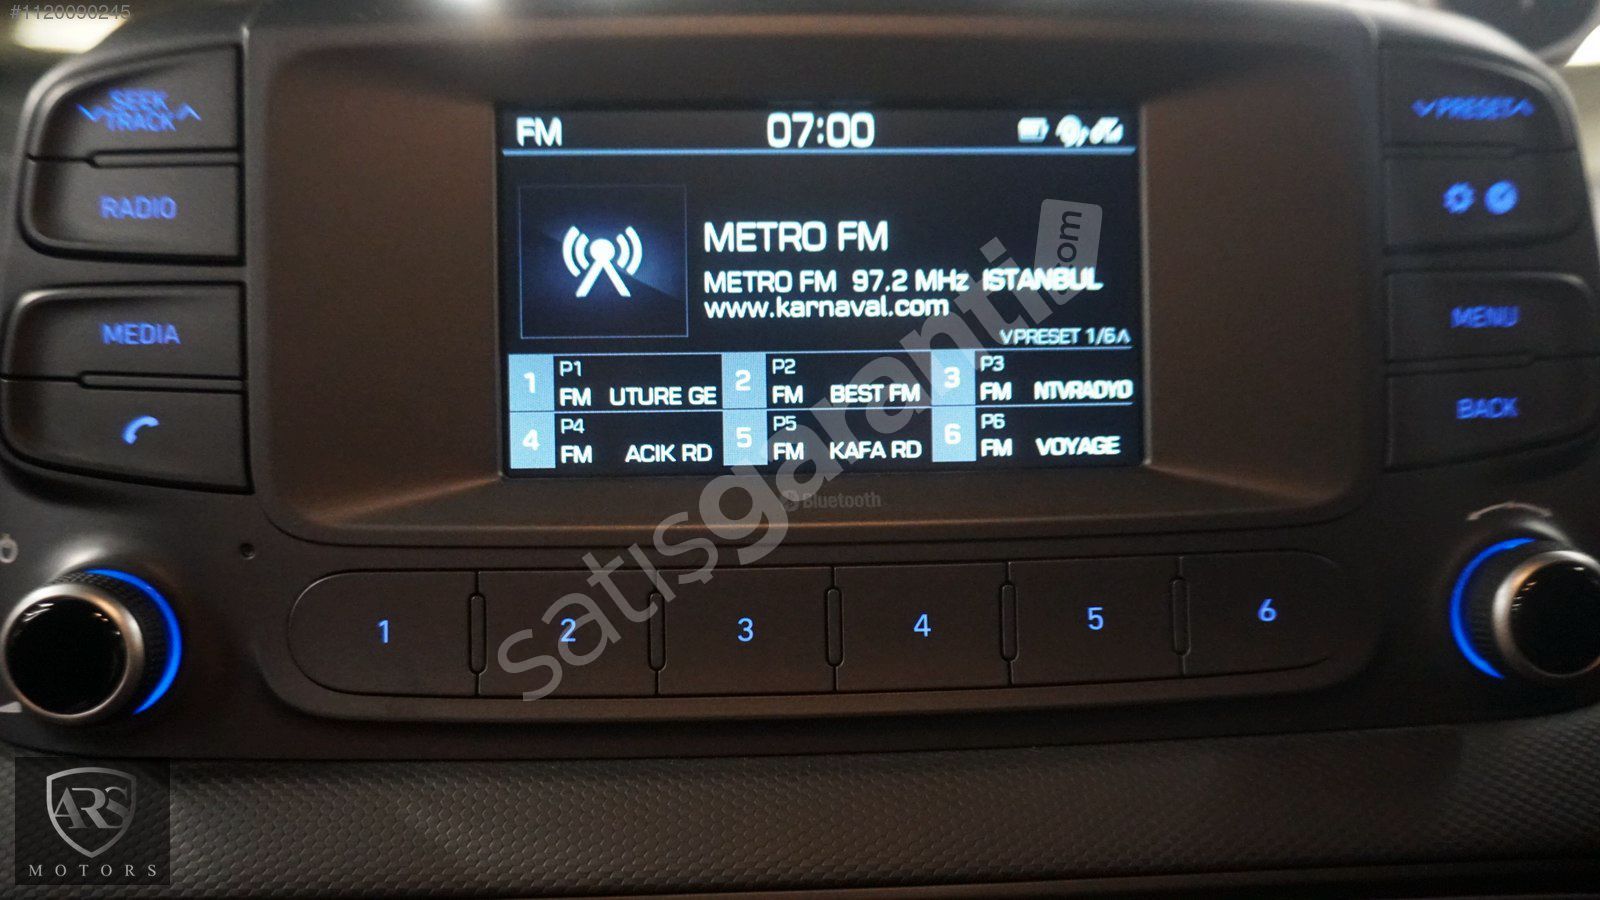 #1120090245
SEEK
TRACK
RADIO
MEDIA
PRESET
MENU
BACK
FM 07:00
METRO FM
METRO FM 97.2 MHz ISTANBUL
www.karnaval.com
PRESET 1/6
1 P1 FM UTURE GE
2 P2 FM BEST FM
3 P3 FM NTVRADYO
4 P4 FM ACIK RD
5 P5 FM KAFA RD
6 P6 FM VOYAGE
Bluetooth
1 2 3 4 5 6
satışgaranti.com
ARS
MOTORS